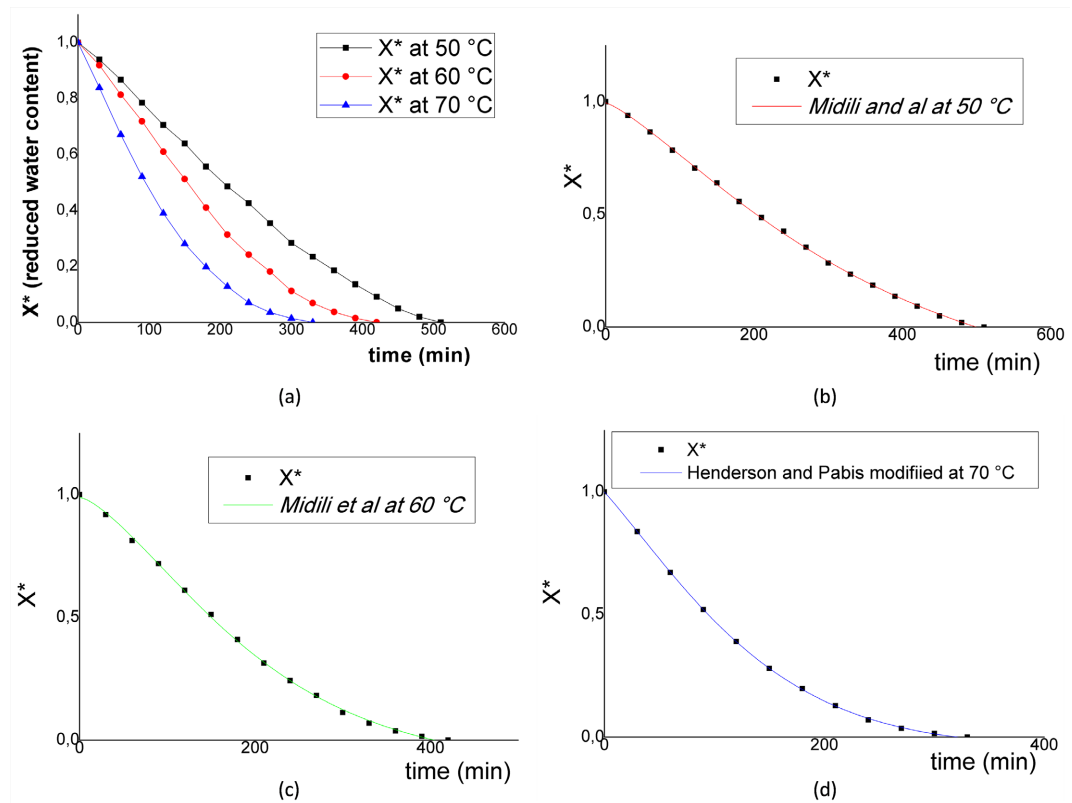 X* (reduced water content)
1,0
0,8
0,6
0,4
0,2
0,0
0
100
200
300
400
500
600
time (min)
X* at 50 °C
X* at 60 °C
X* at 70 °C
(a)
X*
1,0
0,5
0,0
0
200
400
600
time (min)
X*
Midili and al at 50 °C
(b)
X*
1,0
0,5
0,0
0
200
400
time (min)
X*
Midili et al at 60 °C
(c)
X*
1,0
0,5
0,0
0
200
400
time (min)
X*
Henderson and Pabis modifiied at 70 °C
(d)